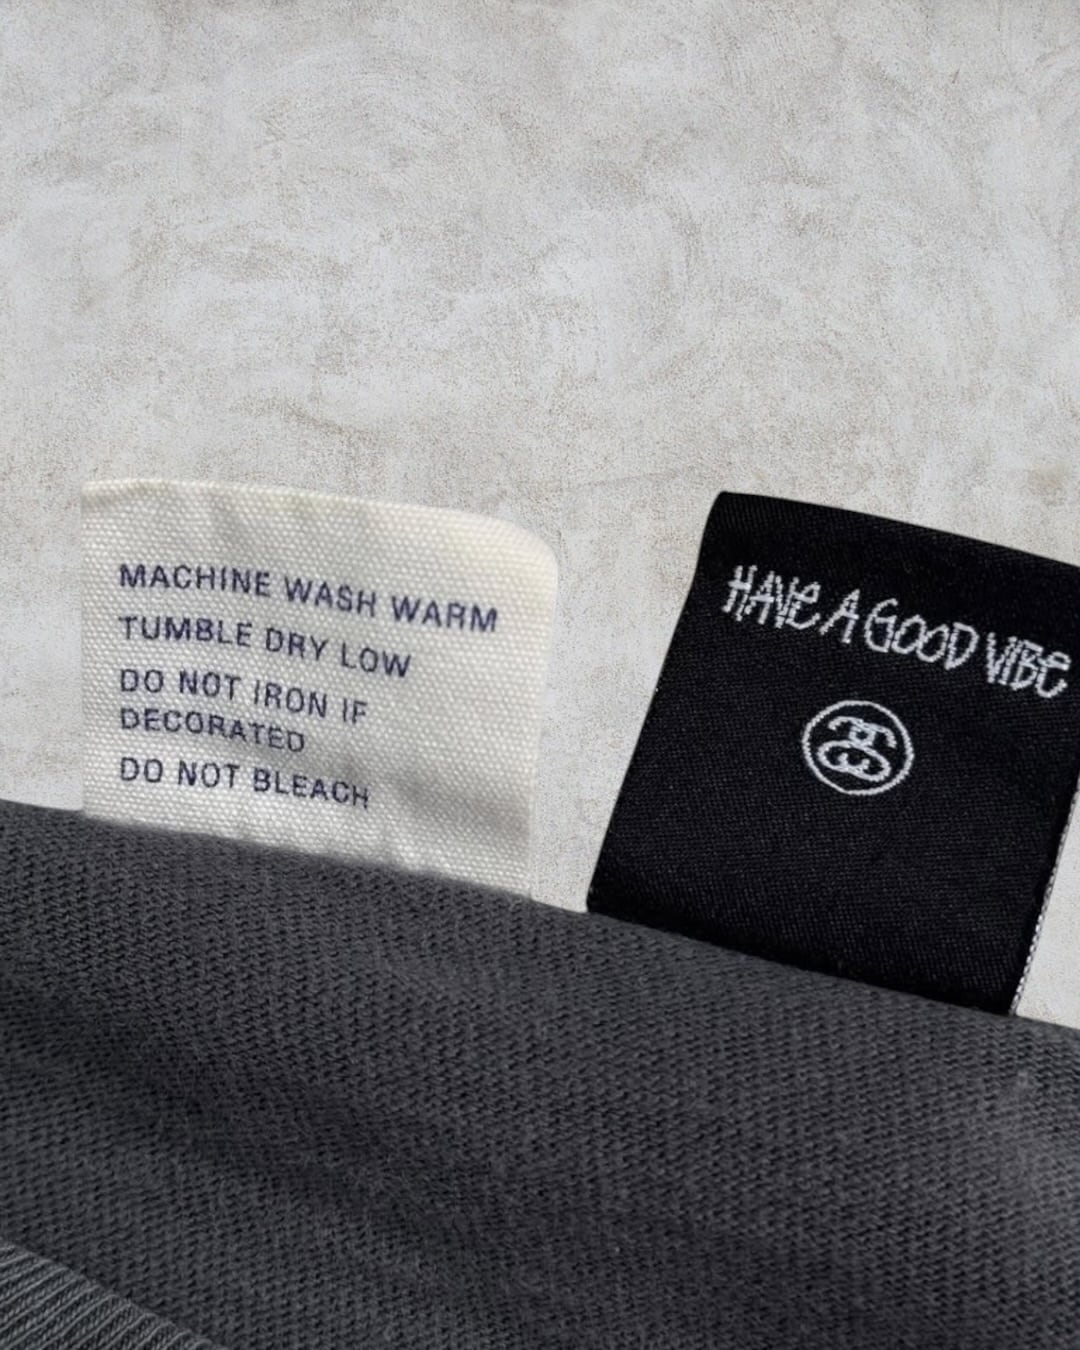 MACHINE WASH WARM
TUMBLE DRY LOW
DO NOT IRON IF
DECORATED
DO NOT BLEACH
HAVE A GOOD VIBE